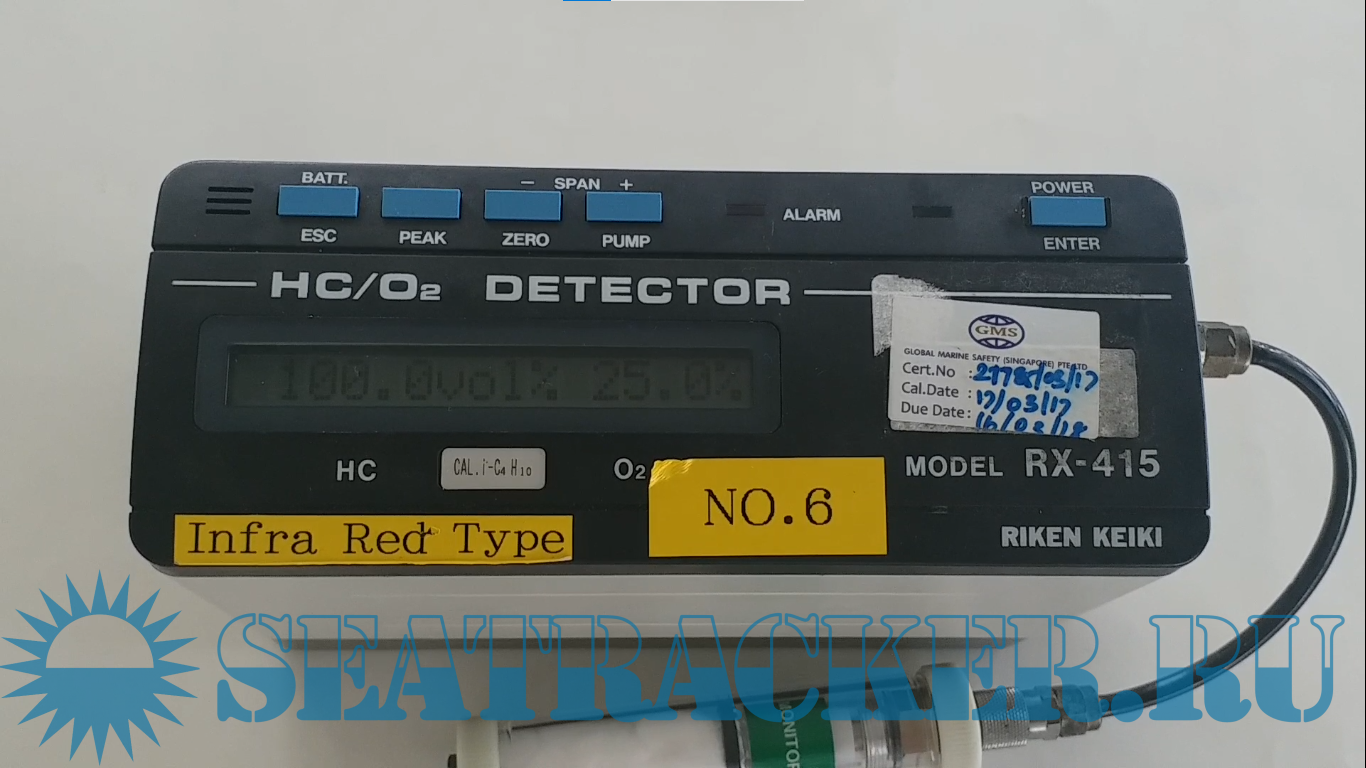 BATT.
− SPAN +
POWER
ALARM
ESC
PEAK
ZERO
PUMP
ENTER
HC/O₂ DETECTOR
GMS
GLOBAL MARINE SAFETY (SINGAPORE) PTE LTD
Cert.No :
Cal.Date : 17/03/17
Due Date: 16/03/18
100.0vol% 25.0%
HC
CAL.i-C₄ H₁₀
O₂
MODEL RX-415
NO.6
Infra Red Type
RIKEN KEIKI
SEATRACKER.RU